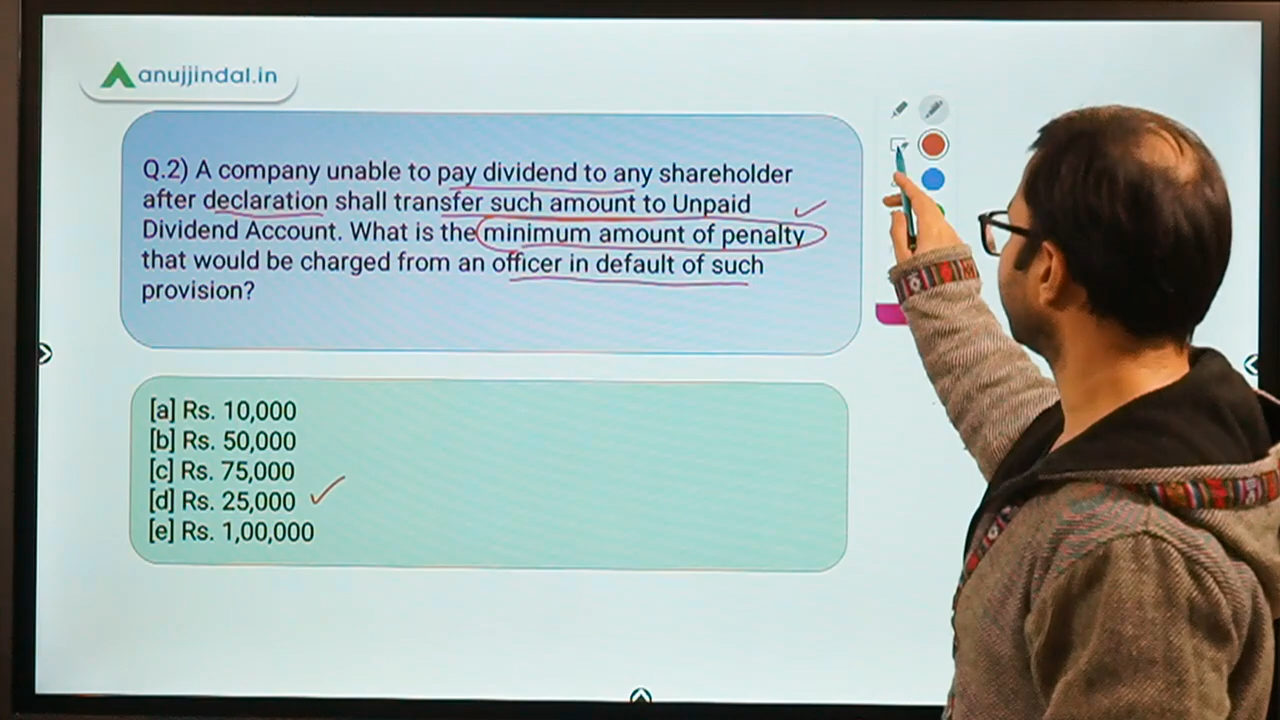 anujjindal.in
Q.2) A company unable to pay dividend to any shareholder
after declaration shall transfer such amount to Unpaid
Dividend Account. What is the minimum amount of penalty
that would be charged from an officer in default of such
provision?
[a] Rs. 10,000
[b] Rs. 50,000
[c] Rs. 75,000
[d] Rs. 25,000
[e] Rs. 1,00,000